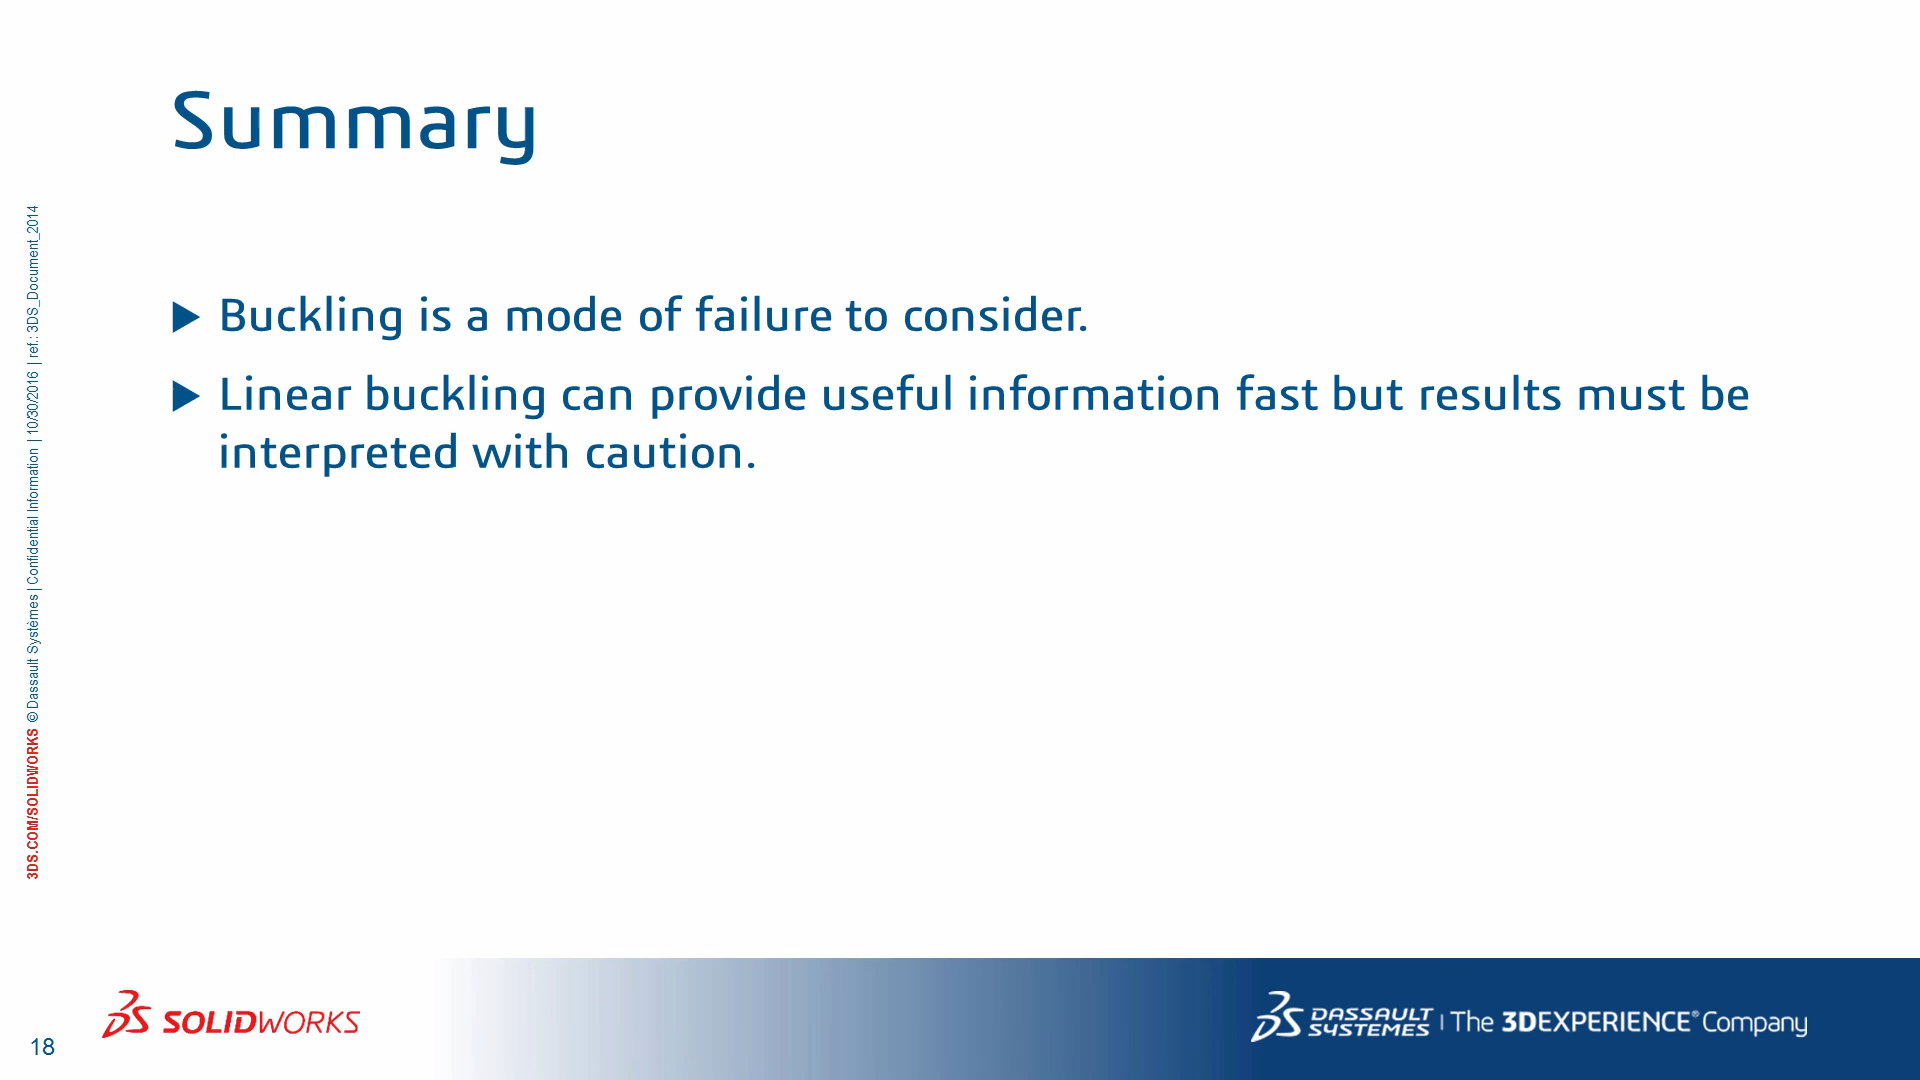 Summary
▶ Buckling is a mode of failure to consider.
▶ Linear buckling can provide useful information fast but results must be
interpreted with caution.
3DS.COM/SOLIDWORKS © Dassault Systèmes | Confidential Information | 10/30/2016 | ref.: 3DS_Document_2014
18
SOLIDWORKS
DASSAULT
SYSTEMES | The 3DEXPERIENCE® Company